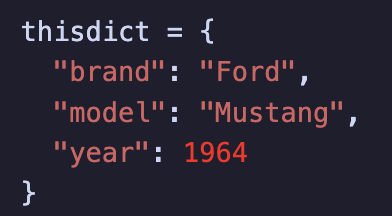 thisdict = {
  "brand": "Ford",
  "model": "Mustang",
  "year": 1964
}